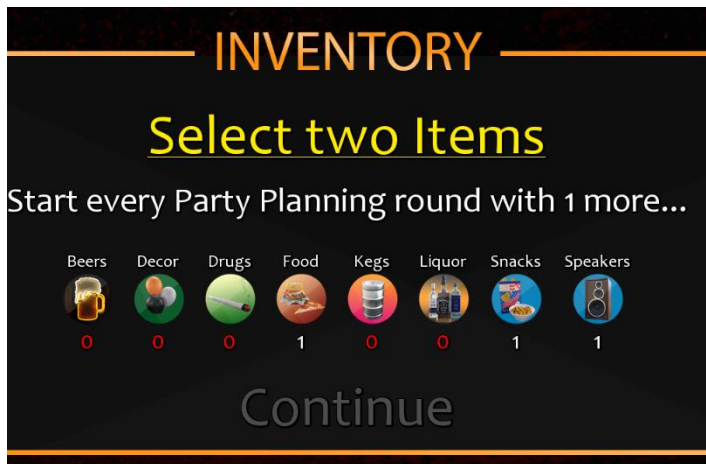 INVENTORY
Select two Items
Start every Party Planning round with 1 more...
Beers Decor Drugs Food Kegs Liquor Snacks Speakers
0 0 0 1 0 0 1 1
Continue